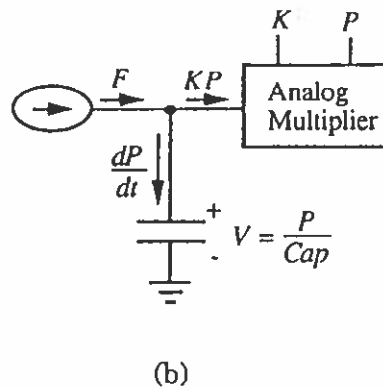 K P
F KP
Analog
Multiplier
dP
dt
+
V = P
Cap
-
(b)